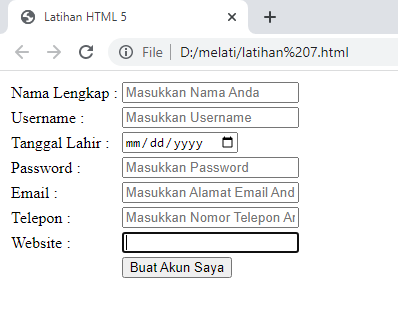 Latihan HTML 5
File | D:/melati/latihan%207.html
Nama Lengkap : Masukkan Nama Anda
Username : Masukkan Username
Tanggal Lahir : mm/dd/yyyy
Password : Masukkan Password
Email : Masukkan Alamat Email And
Telepon : Masukkan Nomor Telepon An
Website :
Buat Akun Saya